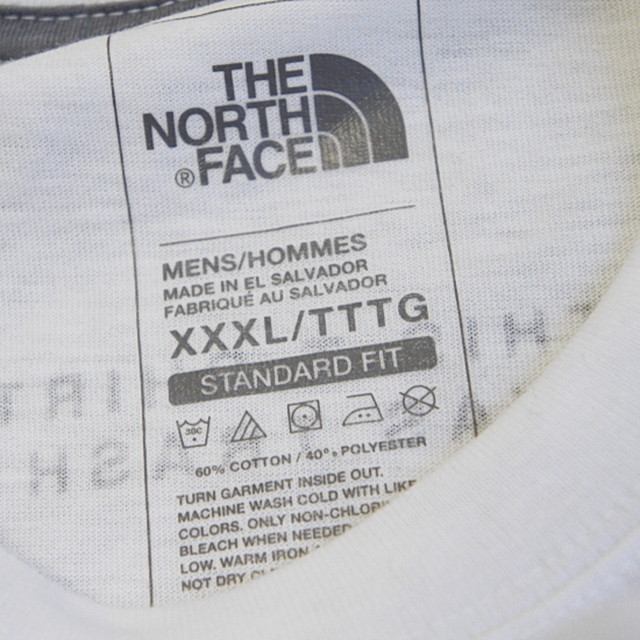 THE
NORTH
®FACE
MENS/HOMMES
MADE IN EL SALVADOR
FABRIQUÉ AU SALVADOR
XXXL/TTTG
STANDARD FIT
30C
60% COTTON / 40% POLYESTER
TURN GARMENT INSIDE OUT.
MACHINE WASH COLD WITH LIKE
COLORS. ONLY NON-CHLOR
BLEACH WHEN NEEDED
LOW. WARM IRON
NOT DRY